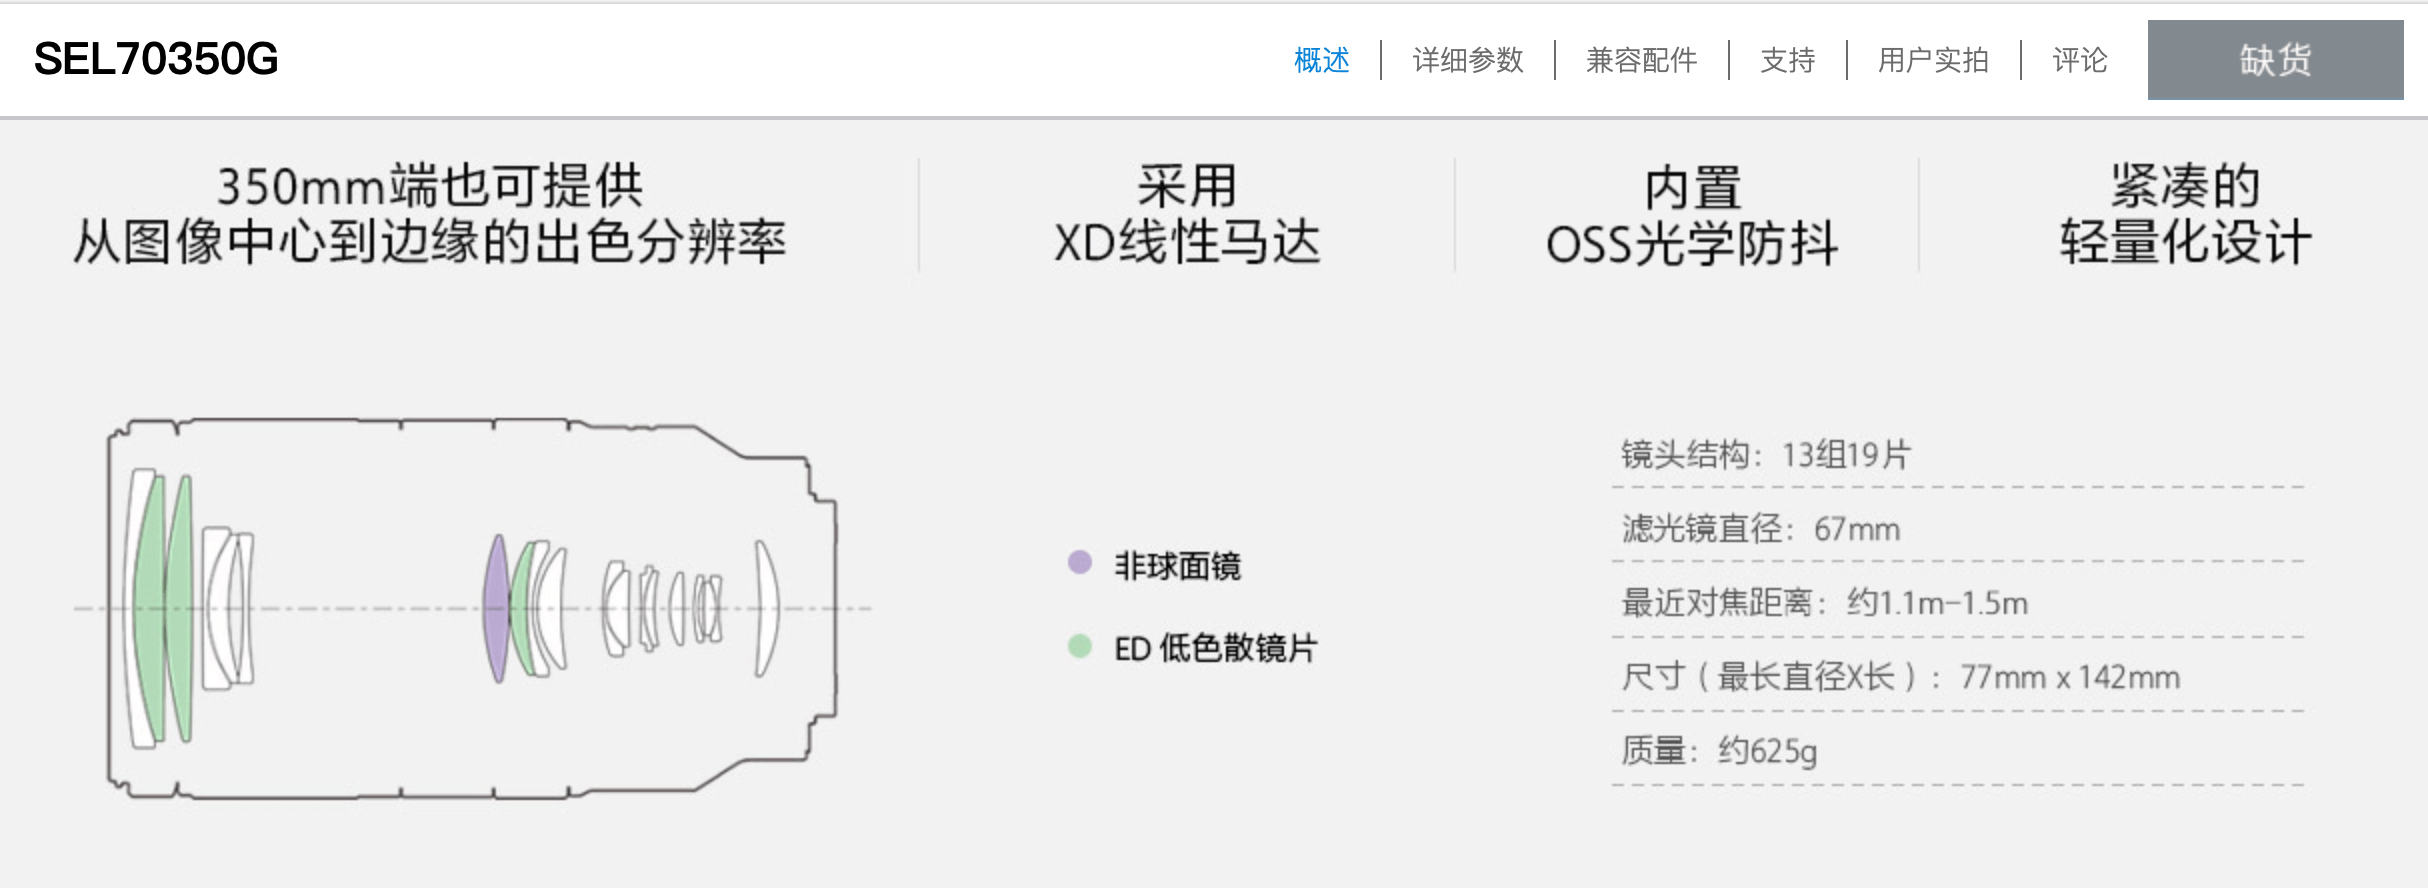 SEL70350G
概述
详细参数
兼容配件
支持
用户实拍
评论
缺货
350mm端也可提供
从图像中心到边缘的出色分辨率
采用
XD线性马达
内置
OSS光学防抖
紧凑的
轻量化设计
非球面镜
ED 低色散镜片
镜头结构：13组19片
滤光镜直径：67mm
最近对焦距离：约1.1m-1.5m
尺寸（最长直径X长）：77mm x 142mm
质量：约625g